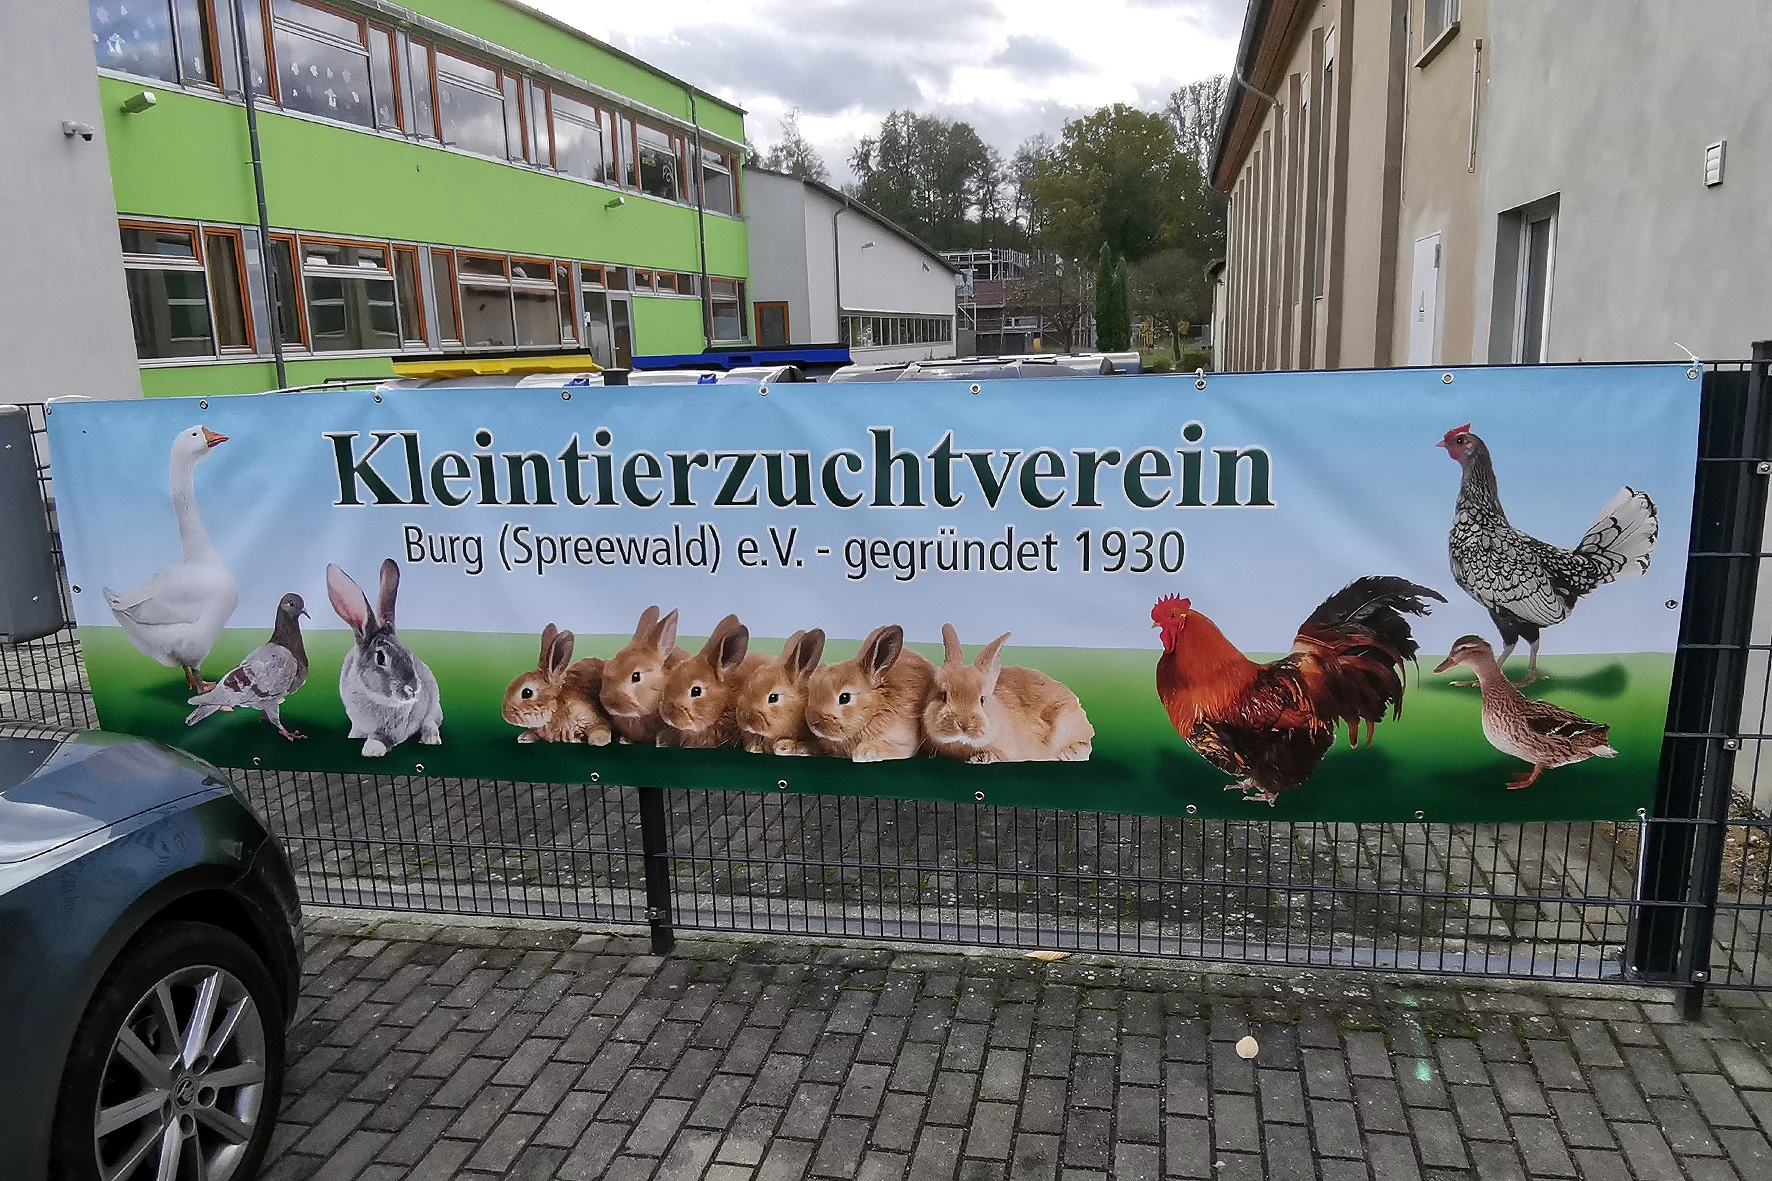 Kleintierzuchtverein
Burg (Spreewald) e.V. - gegründet 1930